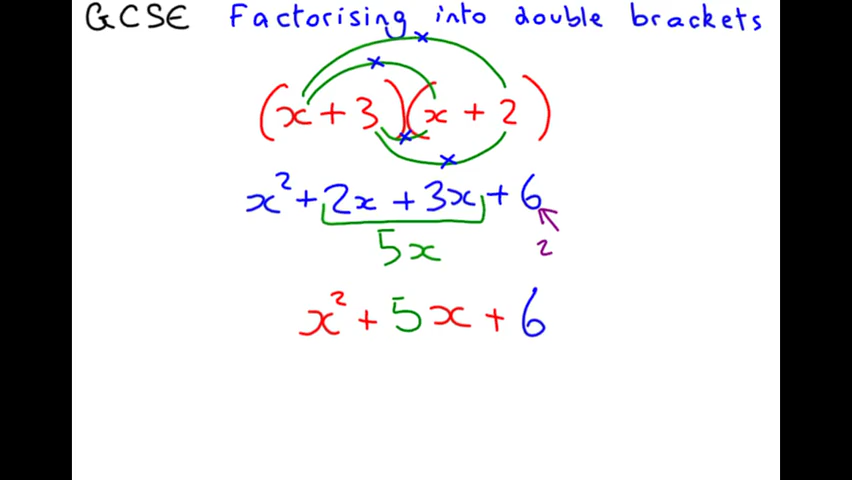 GCSE Factorising into double brackets
(x + 3)(x + 2)
x² + 2x + 3x + 6
5x 2
x² + 5x + 6